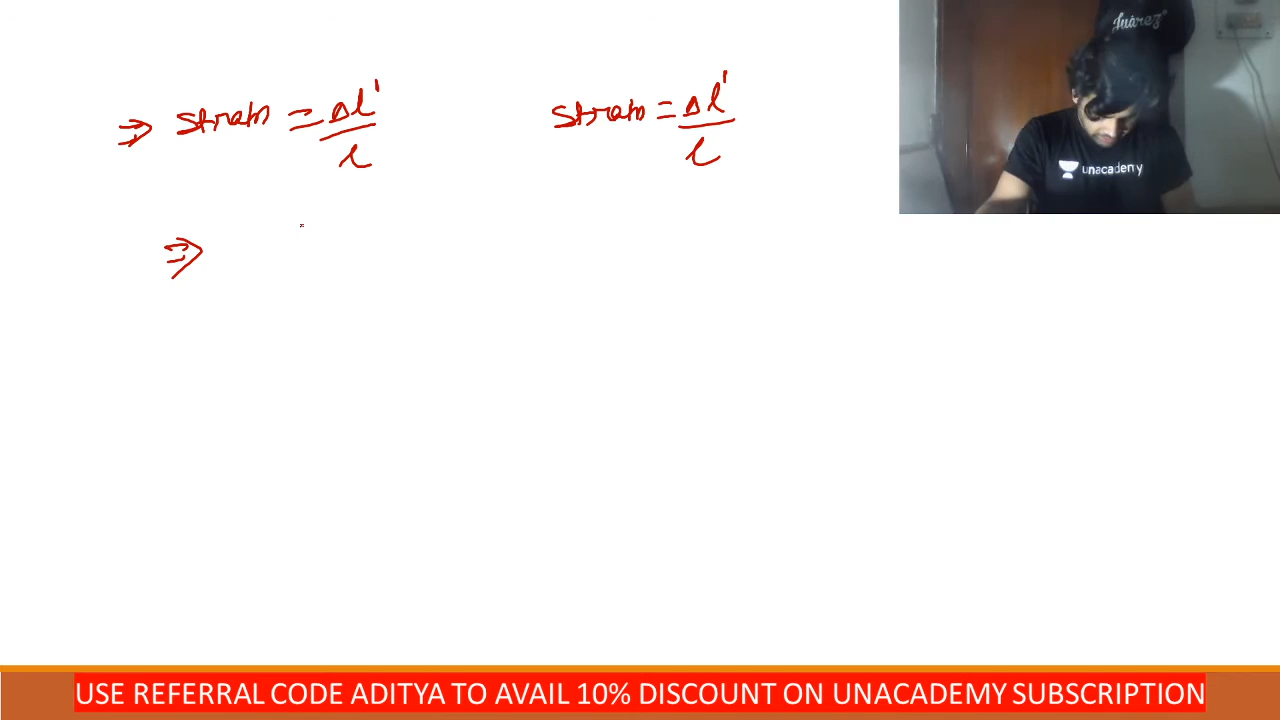 Juárez
unacademy
⇒ strain = Δl' / l
strain = Δl' / l
⇒
USE REFERRAL CODE ADITYA TO AVAIL 10% DISCOUNT ON UNACADEMY SUBSCRIPTION